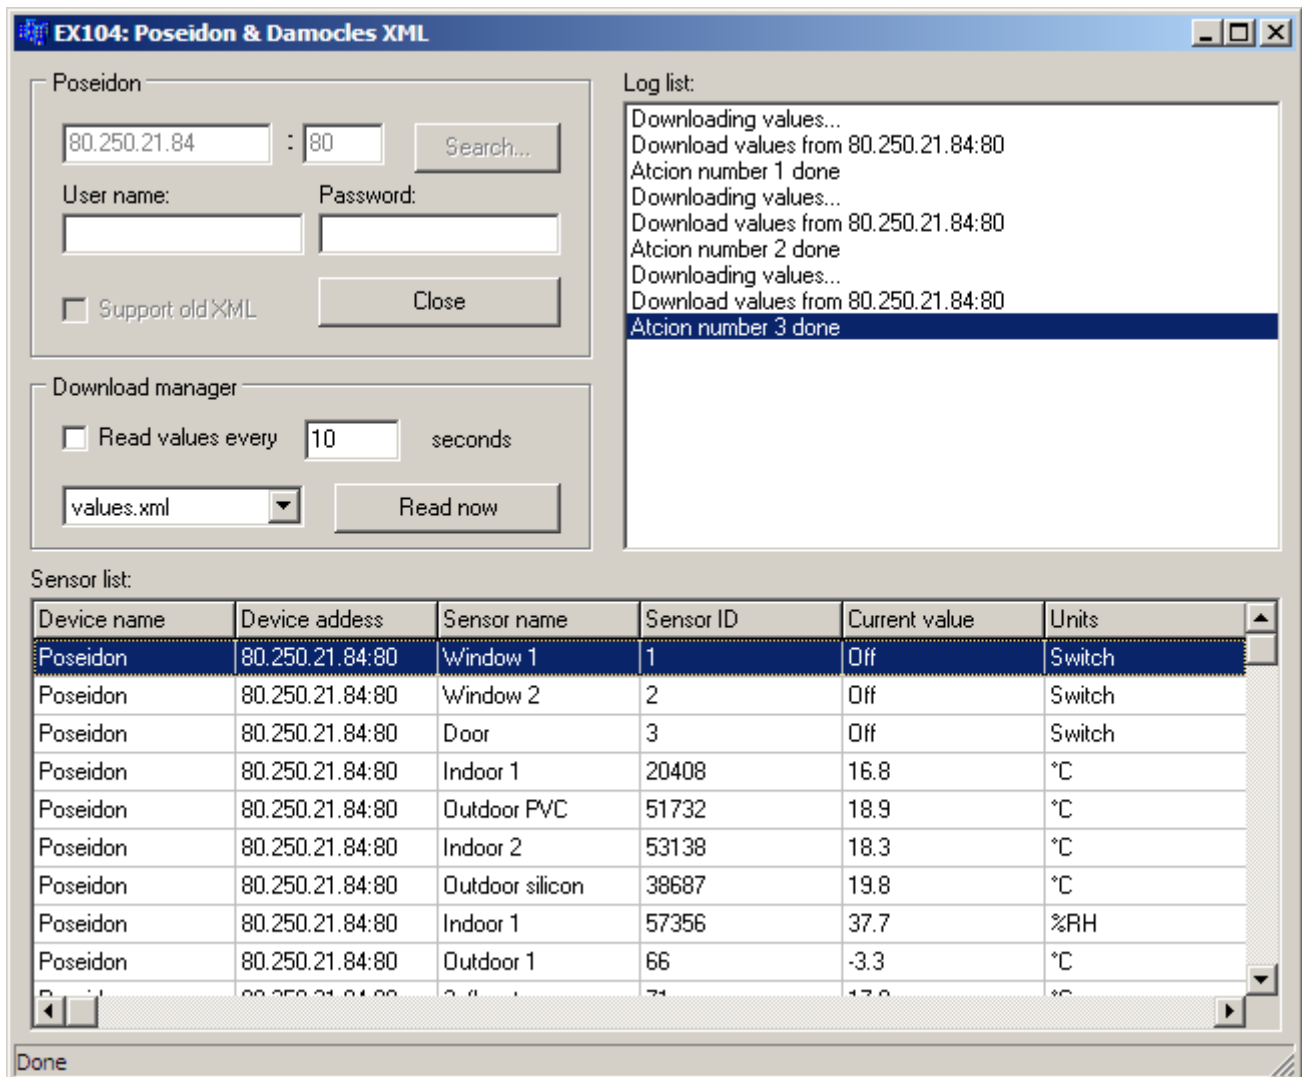 EX104: Poseidon & Damocles XML
Poseidon
80.250.21.84 : 80 Search...
User name: Password:
Support old XML Close
Download manager
Read values every 10 seconds
values.xml Read now
Log list:
Downloading values...
Download values from 80.250.21.84:80
Atcion number 1 done
Downloading values...
Download values from 80.250.21.84:80
Atcion number 2 done
Downloading values...
Download values from 80.250.21.84:80
Atcion number 3 done
Sensor list:
Device name Device addess Sensor name Sensor ID Current value Units
Poseidon 80.250.21.84:80 Window 1 1 Off Switch
Poseidon 80.250.21.84:80 Window 2 2 Off Switch
Poseidon 80.250.21.84:80 Door 3 Off Switch
Poseidon 80.250.21.84:80 Indoor 1 20408 16.8 °C
Poseidon 80.250.21.84:80 Outdoor PVC 51732 18.9 °C
Poseidon 80.250.21.84:80 Indoor 2 53138 18.3 °C
Poseidon 80.250.21.84:80 Outdoor silicon 38687 19.8 °C
Poseidon 80.250.21.84:80 Indoor 1 57356 37.7 %RH
Poseidon 80.250.21.84:80 Outdoor 1 66 -3.3 °C
Done